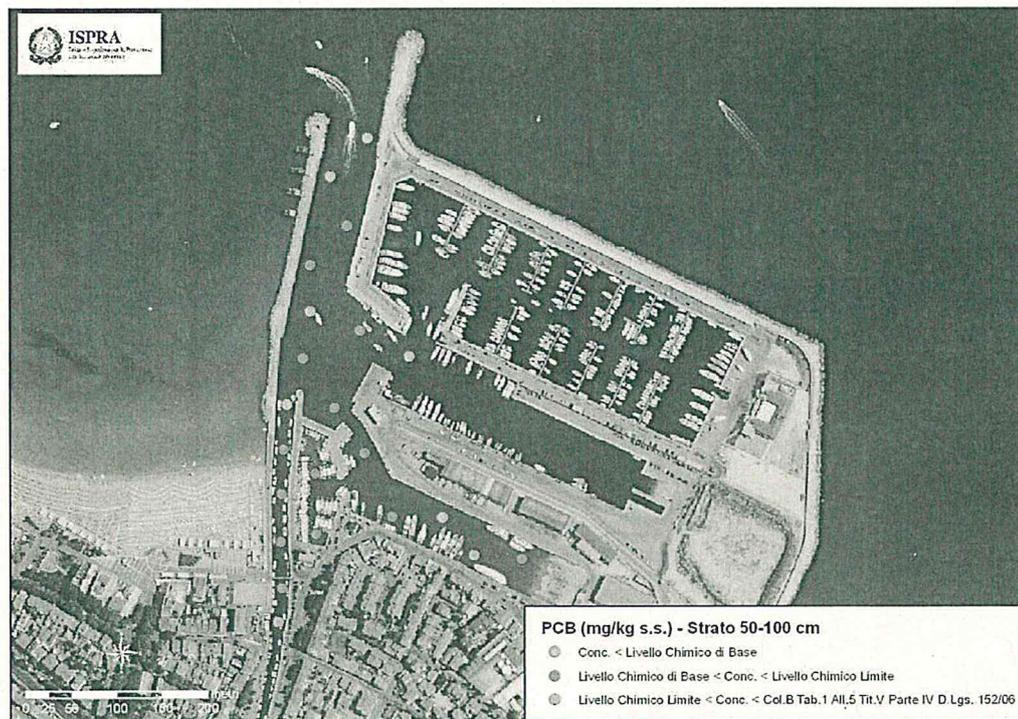 ISPRA
PCB (mg/kg s.s.) - Strato 50-100 cm
Conc. < Livello Chimico di Base
Livello Chimico di Base < Conc. < Livello Chimico Limite
Livello Chimico Limite < Conc. < Col.B Tab.1 All.5 Tit.V Parte IV D.Lgs. 152/06
0 25 50 100 150 200